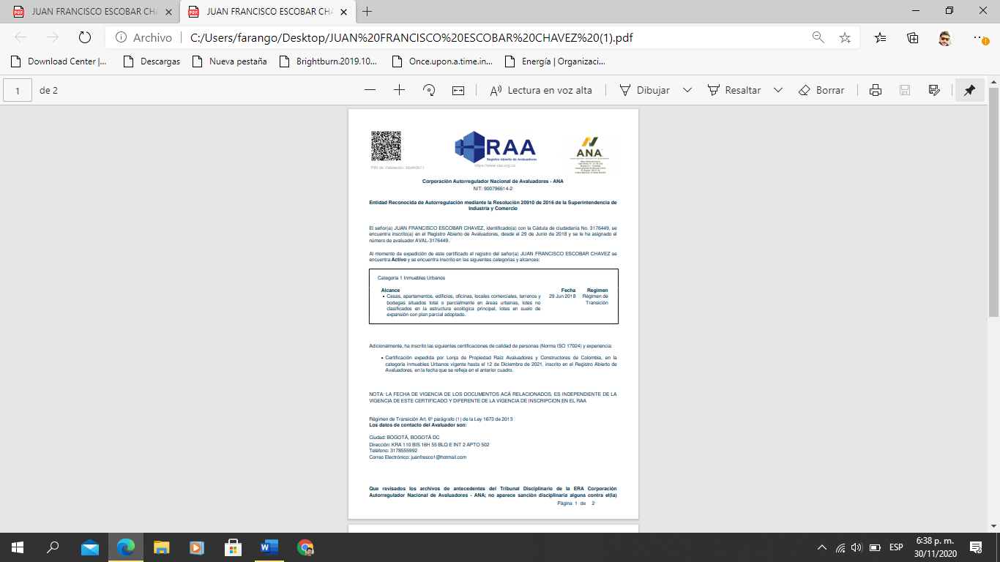 JUAN FRANCISCO ESCOBAR CHA
JUAN FRANCISCO ESCOBAR CHA
Archivo
C:/Users/farango/Desktop/JUAN%20FRANCISCO%20ESCOBAR%20CHAVEZ%20(1).pdf
Download Center |...
Descargas
Nueva pestaña
Brightburn.2019.10...
Once.upon.a.time.in...
Energía | Organizaci...
1 de 2
Lectura en voz alta
Dibujar
Resaltar
Borrar
RAA
Registro Abierto de Avaluadores
https://www.raa.org.co
ANA
PIN de Validación: bbd40b11
Corporación Autorregulador Nacional de Avaluadores - ANA
NIT: 900796614-2
Entidad Reconocida de Autorregulación mediante la Resolución 20910 de 2016 de la Superintendencia de
Industria y Comercio
El señor(a) JUAN FRANCISCO ESCOBAR CHAVEZ, identificado(a) con la Cédula de ciudadanía No. 3176449, se
encuentra inscrito(a) en el Registro Abierto de Avaluadores, desde el 29 de Junio de 2018 y se le ha asignado el
número de avaluador AVAL-3176449.
Al momento de expedición de este certificado el registro del señor(a) JUAN FRANCISCO ESCOBAR CHAVEZ se
encuentra Activo y se encuentra inscrito en las siguientes categorías y alcances:
Categoría 1 Inmuebles Urbanos
Alcance Fecha Regimen
• Casas, apartamentos, edificios, oficinas, locales comerciales, terrenos y 29 Jun 2018 Régimen de
bodegas situados total o parcialmente en áreas urbanas, lotes no Transición
clasificados en la estructura ecológica principal, lotes en suelo de
expansión con plan parcial adoptado.
Adicionalmente, ha inscrito las siguientes certificaciones de calidad de personas (Norma ISO 17024) y experiencia:
• Certificación expedida por Lonja de Propiedad Raíz Avaluadores y Constructores de Colombia, en la
categoría Inmuebles Urbanos vigente hasta el 12 de Diciembre de 2021, inscrito en el Registro Abierto de
Avaluadores, en la fecha que se refleja en el anterior cuadro.
NOTA: LA FECHA DE VIGENCIA DE LOS DOCUMENTOS ACÁ RELACIONADOS, ES INDEPENDIENTE DE LA
VIGENCIA DE ESTE CERTIFICADO Y DIFERENTE DE LA VIGENCIA DE INSCRIPCION EN EL RAA
Régimen de Transición Art. 6º parágrafo (1) de la Ley 1673 de 2013
Los datos de contacto del Avaluador son:
Ciudad: BOGOTÁ, BOGOTÁ DC
Dirección: KRA 110 BIS 16H 55 BLQ E INT 2 APTO 502
Teléfono: 3178555992
Correo Electrónico: juanfresco1@hotmail.com
Que revisados los archivos de antecedentes del Tribunal Disciplinario de la ERA Corporación
Autorregulador Nacional de Avaluadores - ANA; no aparece sanción disciplinaria alguna contra el(la)
Página 1 de 2
ESP
6:38 p. m.
30/11/2020